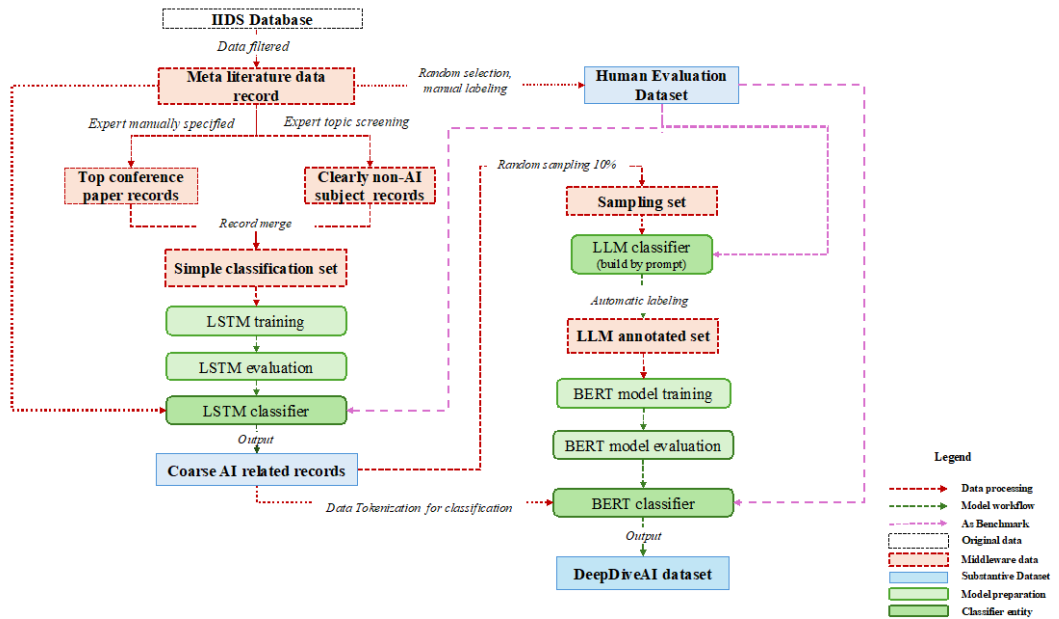 IIDS Database
Data filtered
Meta literature data
record
Random selection,
manual labeling
Human Evaluation
Dataset
Expert manually specified
Expert topic screening
Top conference
paper records
Clearly non-AI
subject records
Random sampling 10%
Sampling set
Record merge
LLM classifier
(build by prompt)
Simple classification set
Automatic labeling
LSTM training
LLM annotated set
LSTM evaluation
BERT model training
LSTM classifier
Output
BERT model evaluation
Coarse AI related records
Data Tokenization for classification
BERT classifier
Output
DeepDiveAI dataset
Legend
Data processing
Model workflow
As Benchmark
Original data
Middleware data
Substantive Dataset
Model preparation
Classifier entity